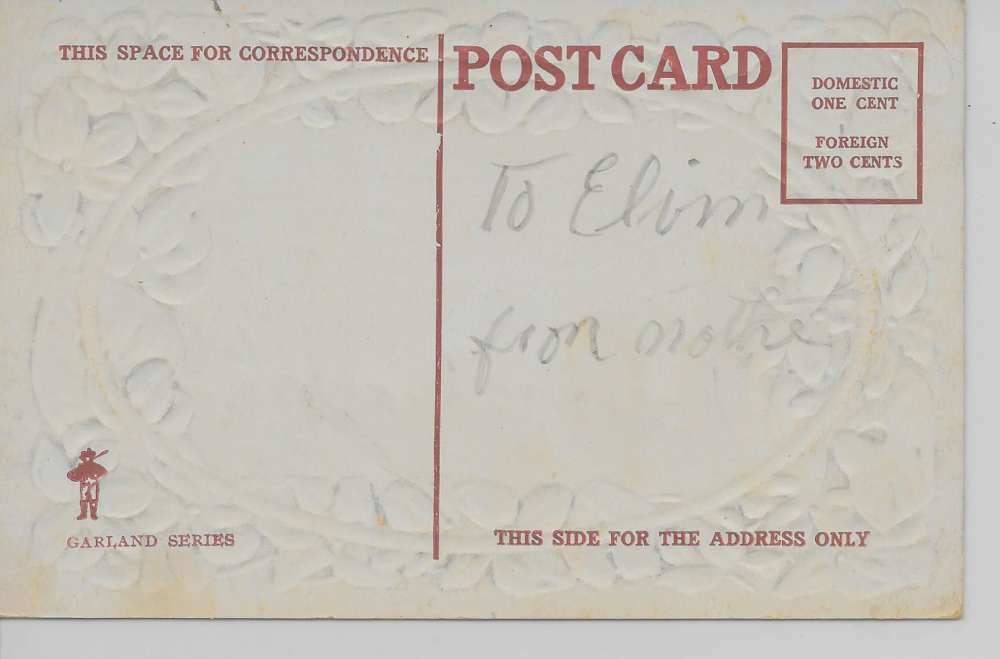 THIS SPACE FOR CORRESPONDENCE
POST CARD
DOMESTIC
ONE CENT
FOREIGN
TWO CENTS
To Elim
from mother
GARLAND SERIES
THIS SIDE FOR THE ADDRESS ONLY